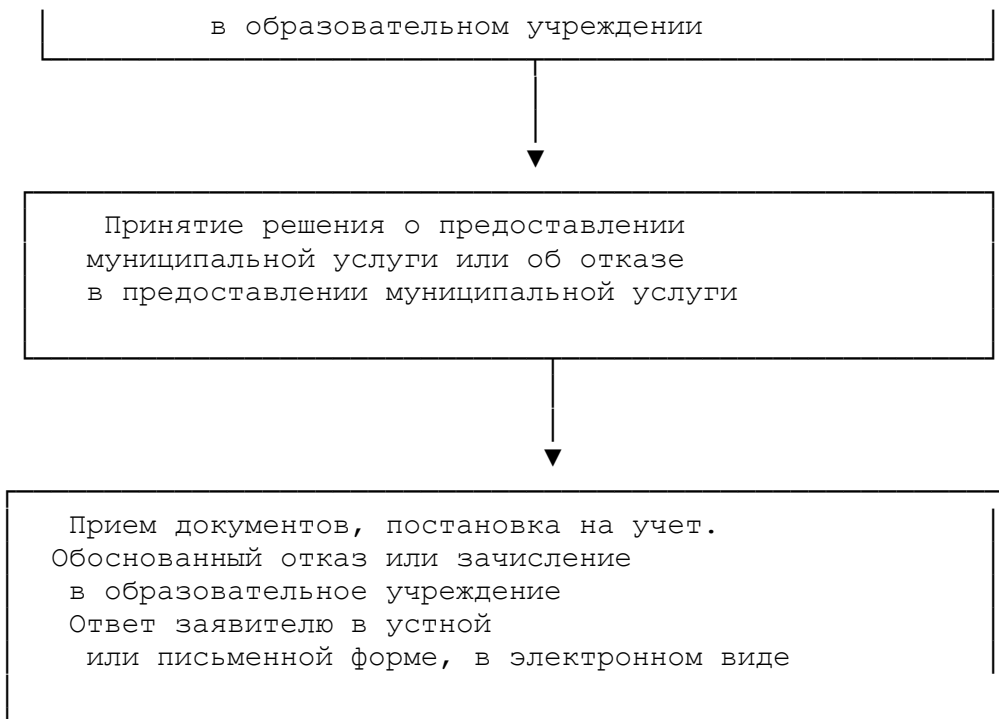 в образовательном учреждении
Принятие решения о предоставлении
муниципальной услуги или об отказе
в предоставлении муниципальной услуги
Прием документов, постановка на учет.
Обоснованный отказ или зачисление
в образовательное учреждение
Ответ заявителю в устной
или письменной форме, в электронном виде